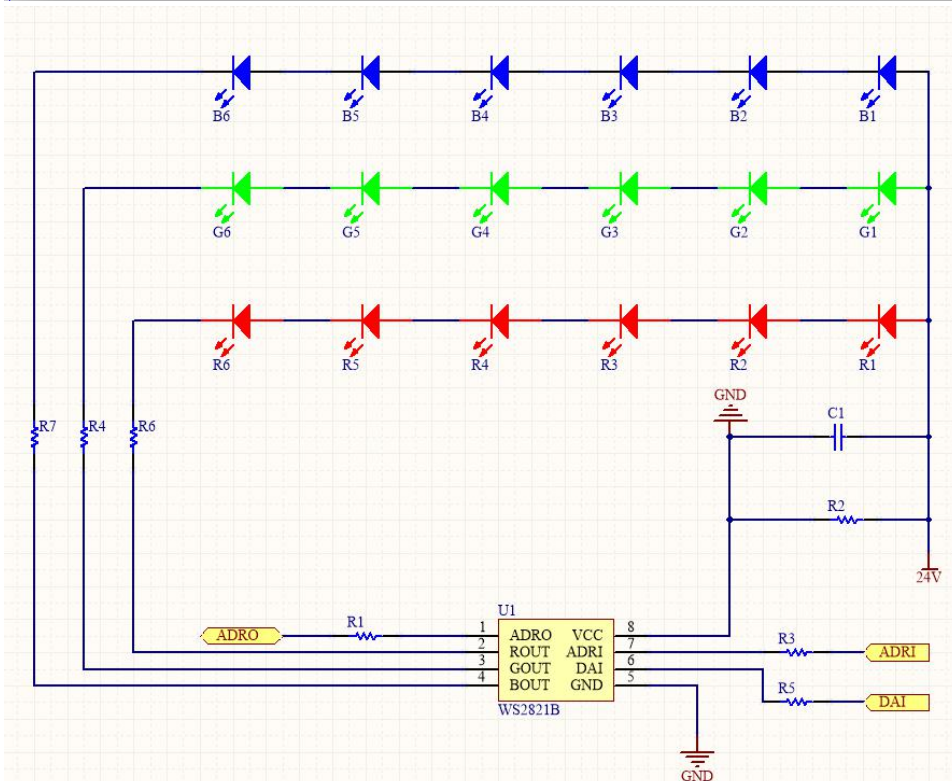 B6 B5 B4 B3 B2 B1
G6 G5 G4 G3 G2 G1
R6 R5 R4 R3 R2 R1
GND
C1
R7 R4 R6
R2
24V
U1
ADRO R1 1 ADRO VCC 8
2 ROUT ADRI 7 R3 ADRI
3 GOUT DAI 6
4 BOUT GND 5 R5 DAI
WS2821B
GND